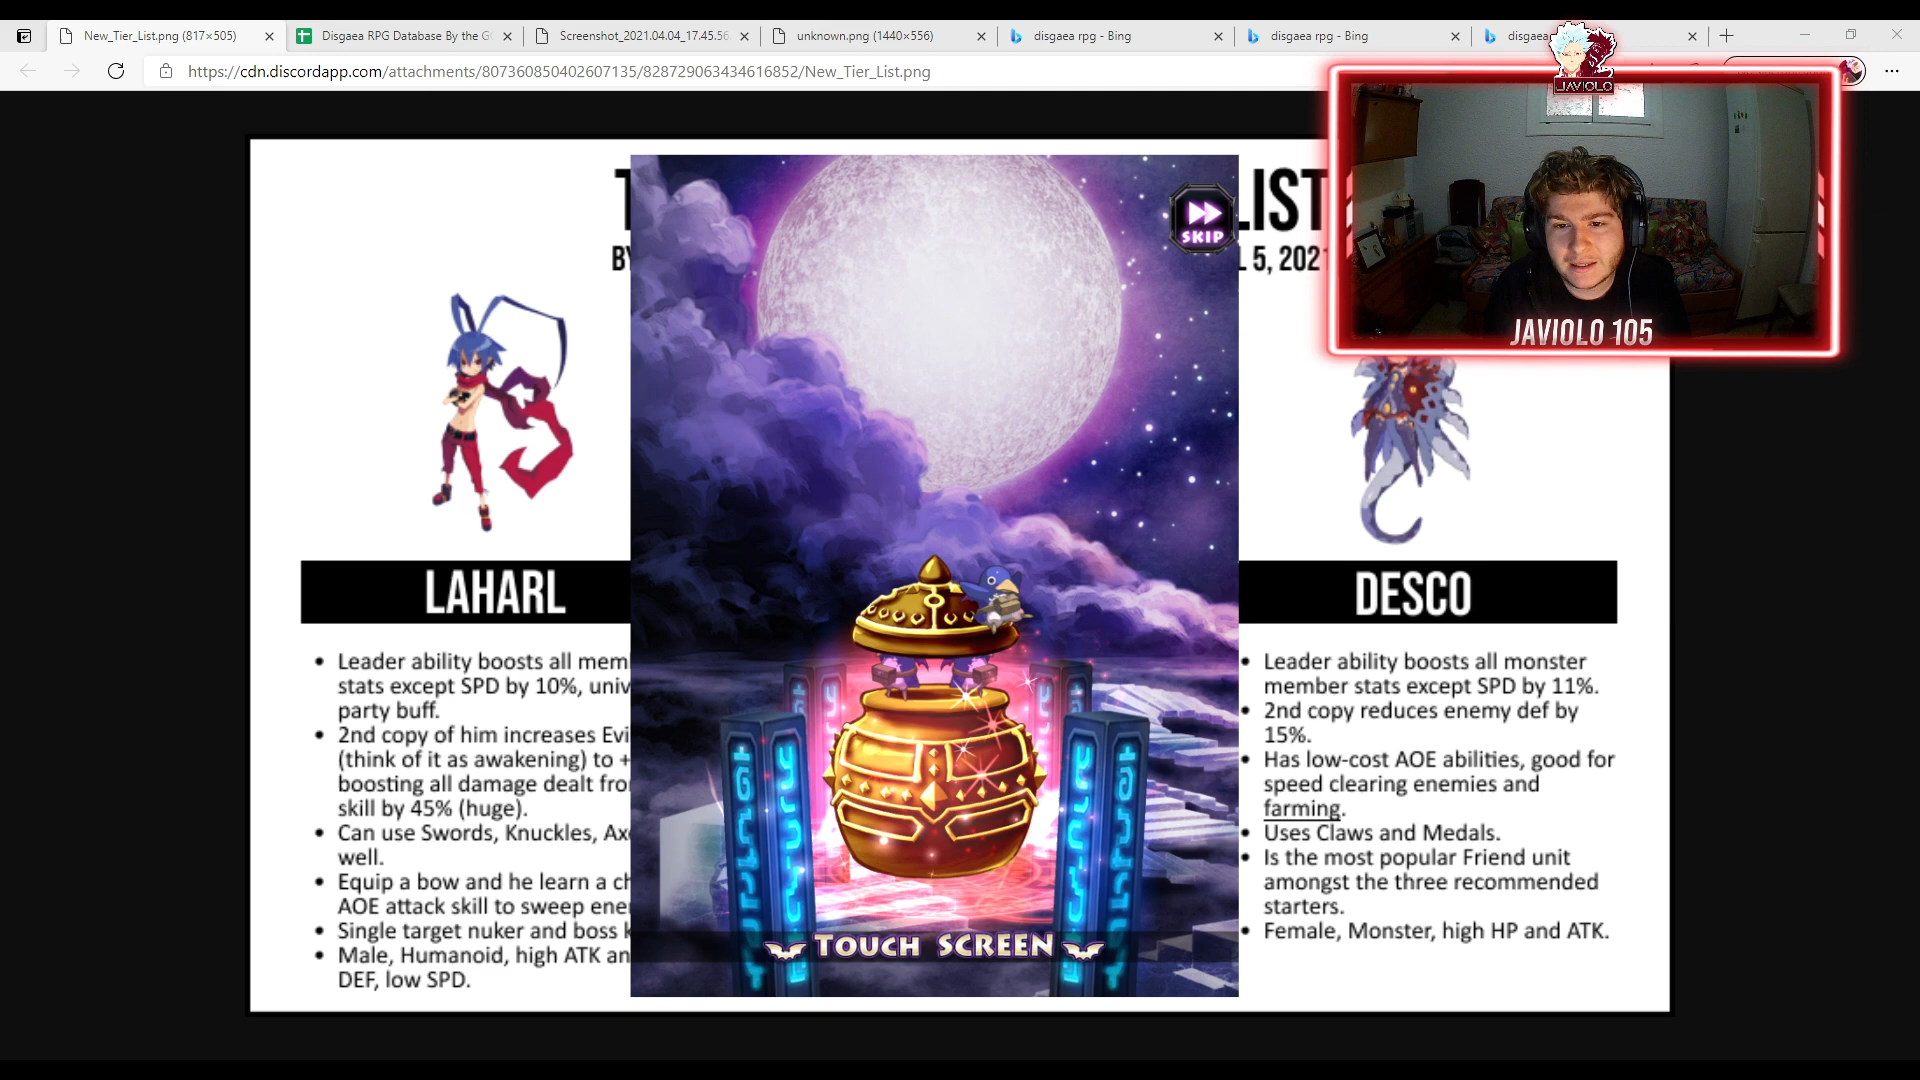 New_Tier_List.png (817×505)
Disgaea RPG Database By the GC
Screenshot_2021.04.04_17.45.56
unknown.png (1440×556)
disgaea rpg - Bing
disgaea rpg - Bing
disgaea
https://cdn.discordapp.com/attachments/807360850402607135/828729063434616852/New_Tier_List.png
JAVIOLO
JAVIOLO 105
T
LIST
BY
L 5, 2021
SKIP
LAHARL
Leader ability boosts all mem
stats except SPD by 10%, univ
party buff.
2nd copy of him increases Evi
(think of it as awakening) to +
boosting all damage dealt fro
skill by 45% (huge).
Can use Swords, Knuckles, Axe
well.
Equip a bow and he learn a ch
AOE attack skill to sweep ene
Single target nuker and boss k
Male, Humanoid, high ATK an
DEF, low SPD.
TOUCH SCREEN
DESCO
Leader ability boosts all monster
member stats except SPD by 11%.
2nd copy reduces enemy def by
15%.
Has low-cost AOE abilities, good for
speed clearing enemies and
farming.
Uses Claws and Medals.
Is the most popular Friend unit
amongst the three recommended
starters.
Female, Monster, high HP and ATK.